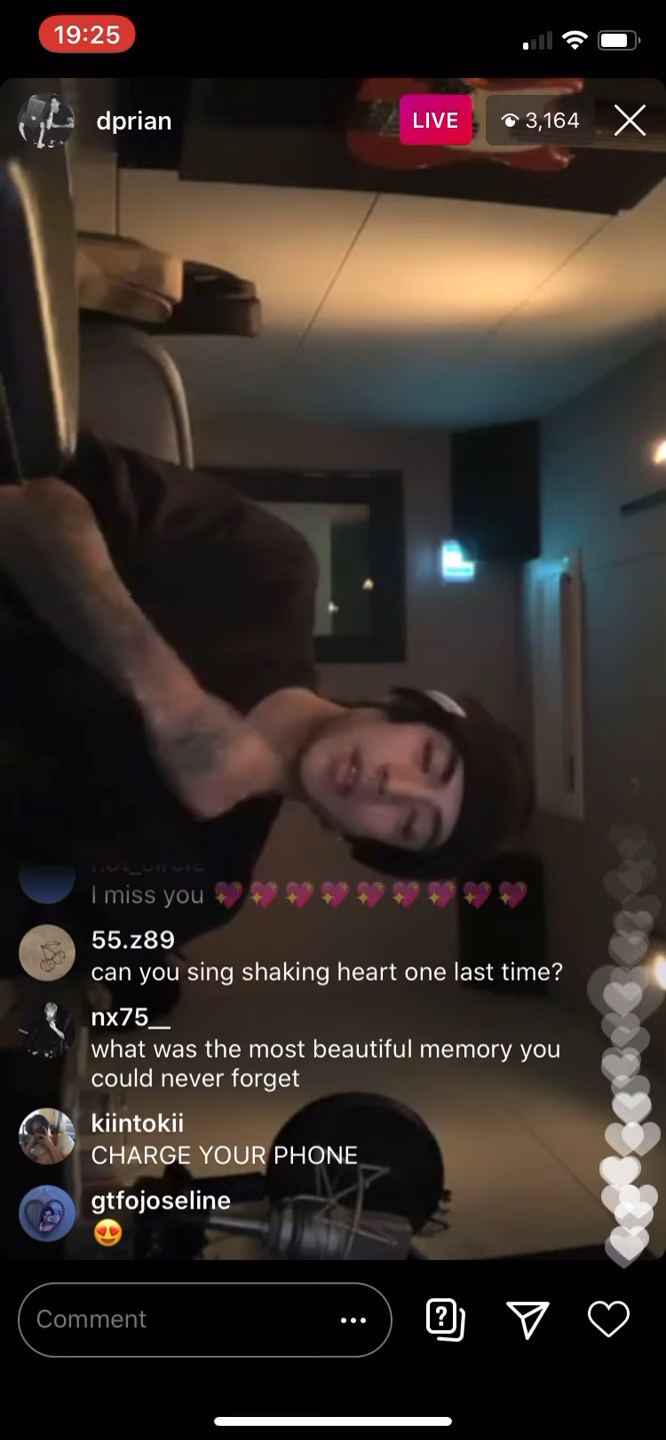 19:25
dprian
LIVE
3,164
I miss you 💖 💖 💖 💖 💖 💖 💖 💖 💖
55.z89
can you sing shaking heart one last time?
nx75__
what was the most beautiful memory you
could never forget
kiintokii
CHARGE YOUR PHONE
gtfojoseline
😍
Comment